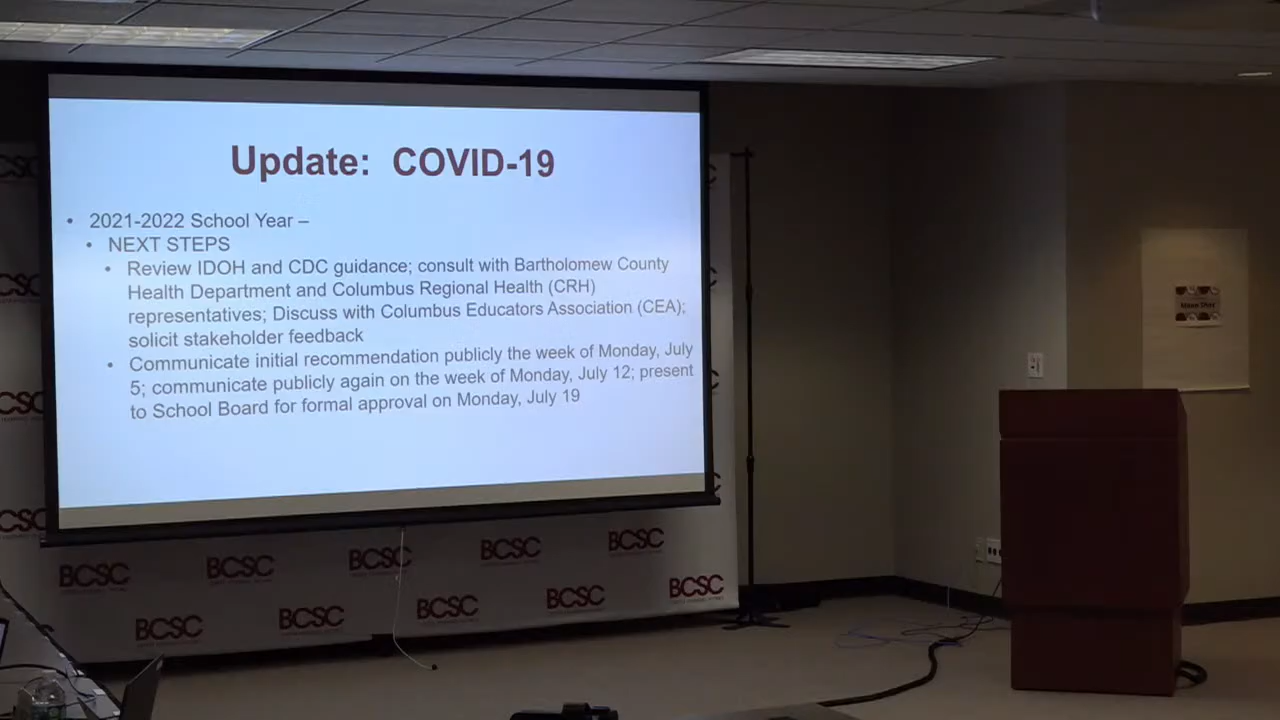 Update: COVID-19
• 2021-2022 School Year –
• NEXT STEPS
• Review IDOH and CDC guidance; consult with Bartholomew County
Health Department and Columbus Regional Health (CRH)
representatives; Discuss with Columbus Educators Association (CEA);
solicit stakeholder feedback
• Communicate initial recommendation publicly the week of Monday, July
5; communicate publicly again on the week of Monday, July 12; present
to School Board for formal approval on Monday, July 19
BCSC BCSC BCSC BCSC BCSC
BCSC BCSC BCSC BCSC BCSC